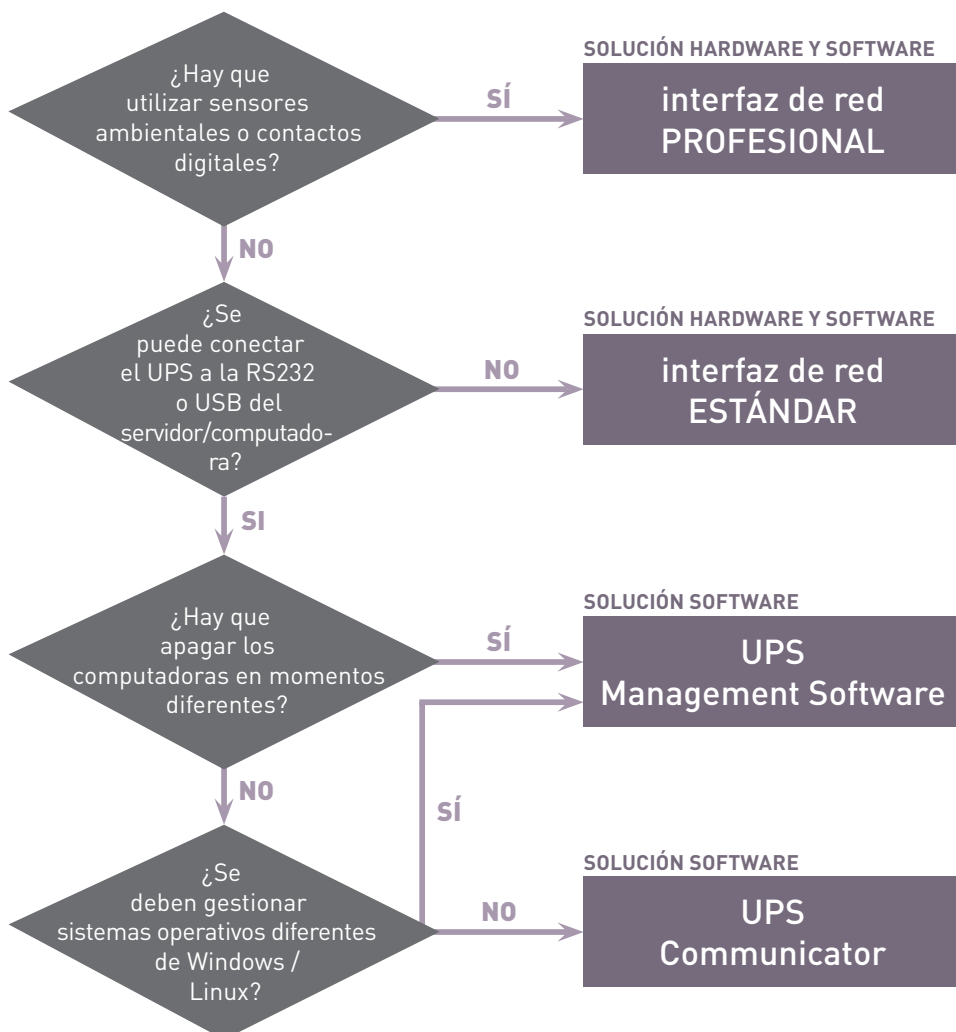 ¿Hay que
utilizar sensores
ambientales o contactos
digitales?
SÍ
SOLUCIÓN HARDWARE Y SOFTWARE
interfaz de red
PROFESIONAL
NO
¿Se
puede conectar
el UPS a la RS232
o USB del
servidor/computado-
ra?
NO
SOLUCIÓN HARDWARE Y SOFTWARE
interfaz de red
ESTÁNDAR
SI
¿Hay que
apagar los
computadoras en momentos
diferentes?
SÍ
SOLUCIÓN SOFTWARE
UPS
Management Software
NO
SÍ
¿Se
deben gestionar
sistemas operativos diferentes
de Windows /
Linux?
NO
SOLUCIÓN SOFTWARE
UPS
Communicator